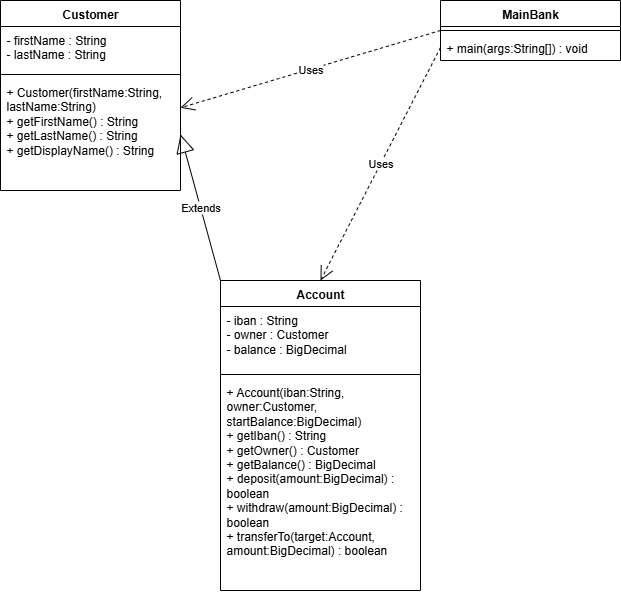 Customer
- firstName : String
- lastName : String
+ Customer(firstName:String,
lastName:String)
+ getFirstName() : String
+ getLastName() : String
+ getDisplayName() : String
MainBank
+ main(args:String[]) : void
Uses
Uses
Extends
Account
- iban : String
- owner : Customer
- balance : BigDecimal
+ Account(iban:String,
owner:Customer,
startBalance:BigDecimal)
+ getIban() : String
+ getOwner() : Customer
+ getBalance() : BigDecimal
+ deposit(amount:BigDecimal) :
boolean
+ withdraw(amount:BigDecimal) :
boolean
+ transferTo(target:Account,
amount:BigDecimal) : boolean